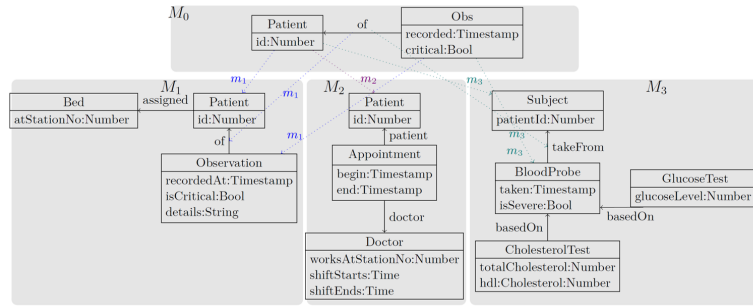 M0
Patient
id:Number
of
Obs
recorded:Timestamp
critical:Bool
M1
m1
m1
m1
Bed
atStationNo:Number
assigned
Patient
id:Number
of
Observation
recordedAt:Timestamp
isCritical:Bool
details:String
M2
m2
Patient
id:Number
patient
Appointment
begin:Timestamp
end:Timestamp
doctor
Doctor
worksAtStationNo:Number
shiftStarts:Time
shiftEnds:Time
M3
m3
m3
m3
Subject
patientId:Number
takeFrom
BloodProbe
taken:Timestamp
isSevere:Bool
GlucoseTest
glucoseLevel:Number
basedOn
basedOn
CholesterolTest
totalCholesterol:Number
hdl:Cholesterol:Number